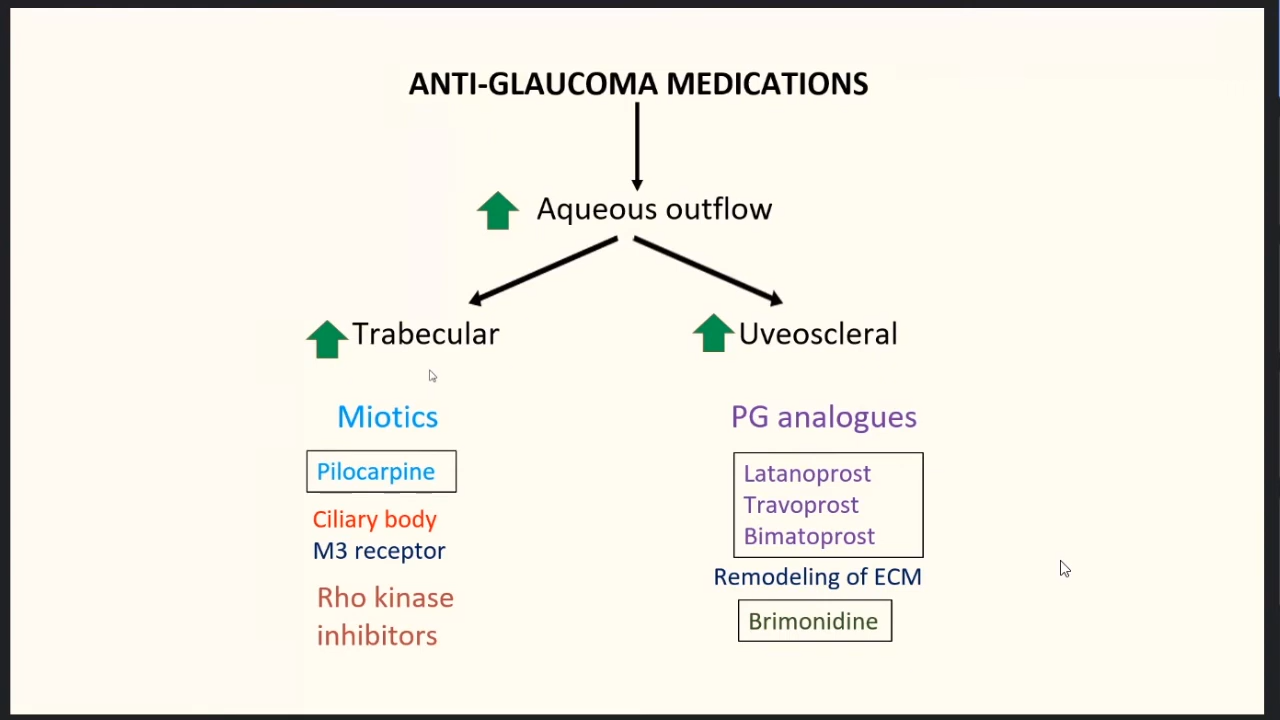 ANTI-GLAUCOMA MEDICATIONS
Aqueous outflow
Trabecular
Miotics
Pilocarpine
Ciliary body
M3 receptor
Rho kinase
inhibitors
Uveoscleral
PG analogues
Latanoprost
Travoprost
Bimatoprost
Remodeling of ECM
Brimonidine